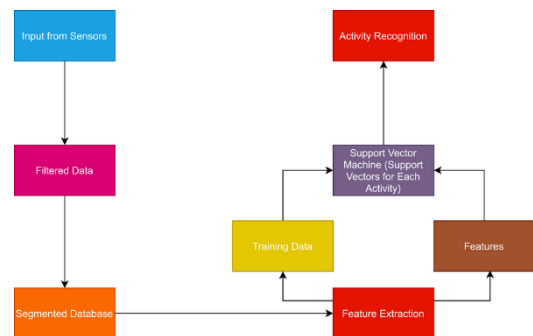 Input from Sensors
Activity Recognition
Filtered Data
Support Vector
Machine (Support
Vectors for Each
Activity)
Training Data
Features
Segmented Database
Feature Extraction